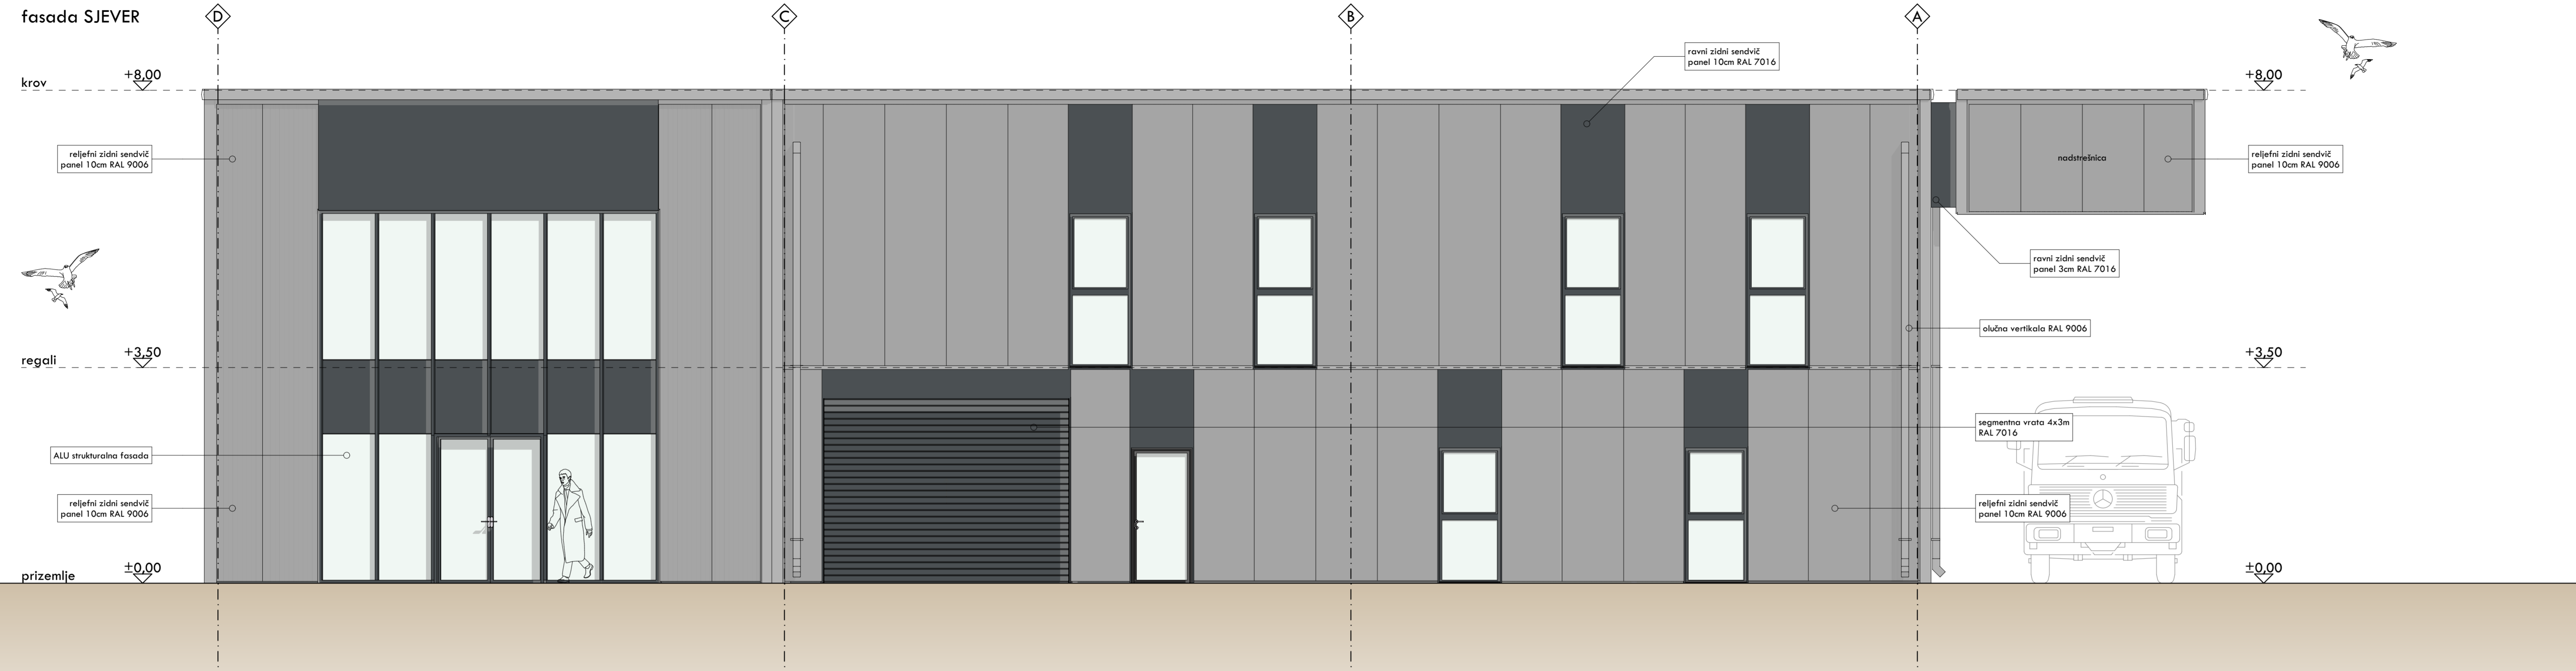 fasada SJEVER
D
C
B
A
ravni zidni sendvič
panel 10cm RAL 7016
krov
+8,00
+8,00
reljefni zidni sendvič
panel 10cm RAL 9006
nadstrešnica
reljefni zidni sendvič
panel 10cm RAL 9006
ravni zidni sendvič
panel 3cm RAL 7016
olučna vertikala RAL 9006
regali
+3,50
+3,50
segmentna vrata 4x3m
RAL 7016
ALU strukturalna fasada
reljefni zidni sendvič
panel 10cm RAL 9006
reljefni zidni sendvič
panel 10cm RAL 9006
prizemlje
±0,00
±0,00